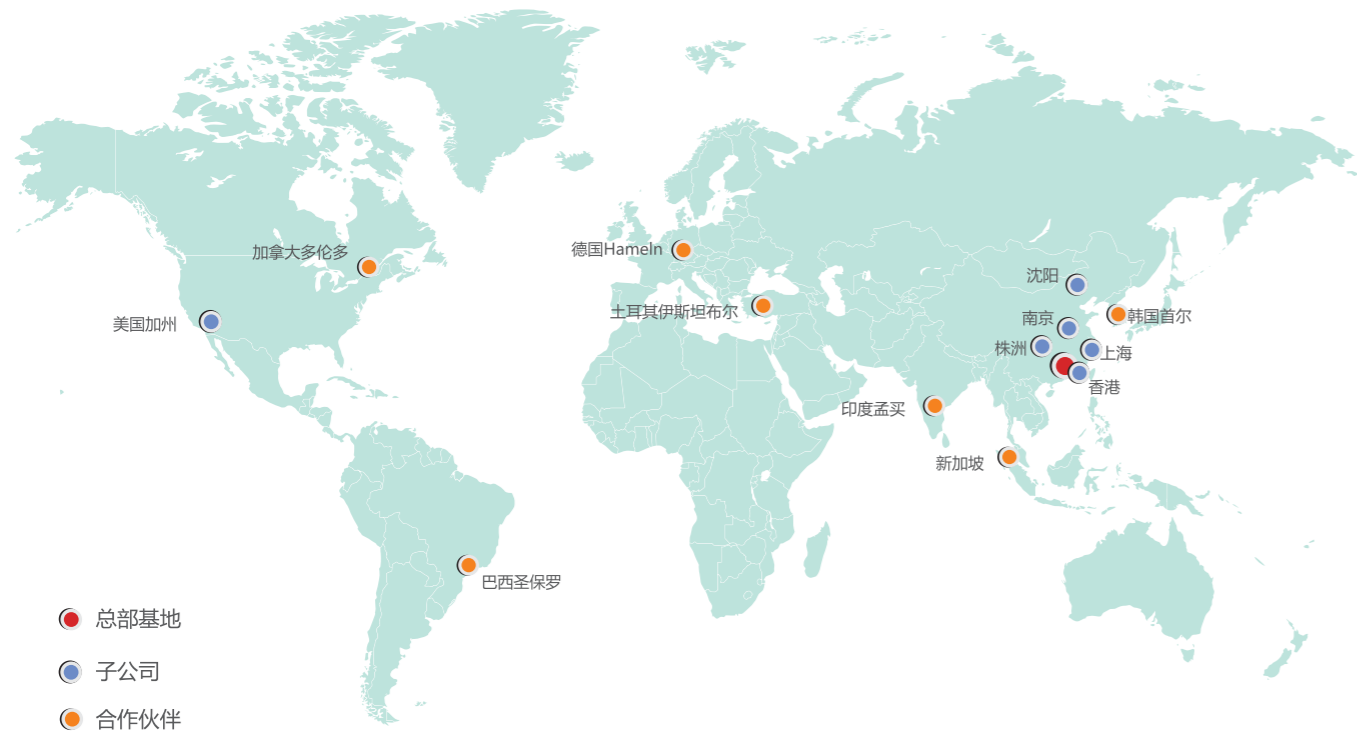 加拿大多伦多
德国Hameln
沈阳
土耳其伊斯坦布尔
美国加州
南京
韩国首尔
株洲
上海
香港
印度孟买
新加坡
巴西圣保罗
总部基地
子公司
合作伙伴